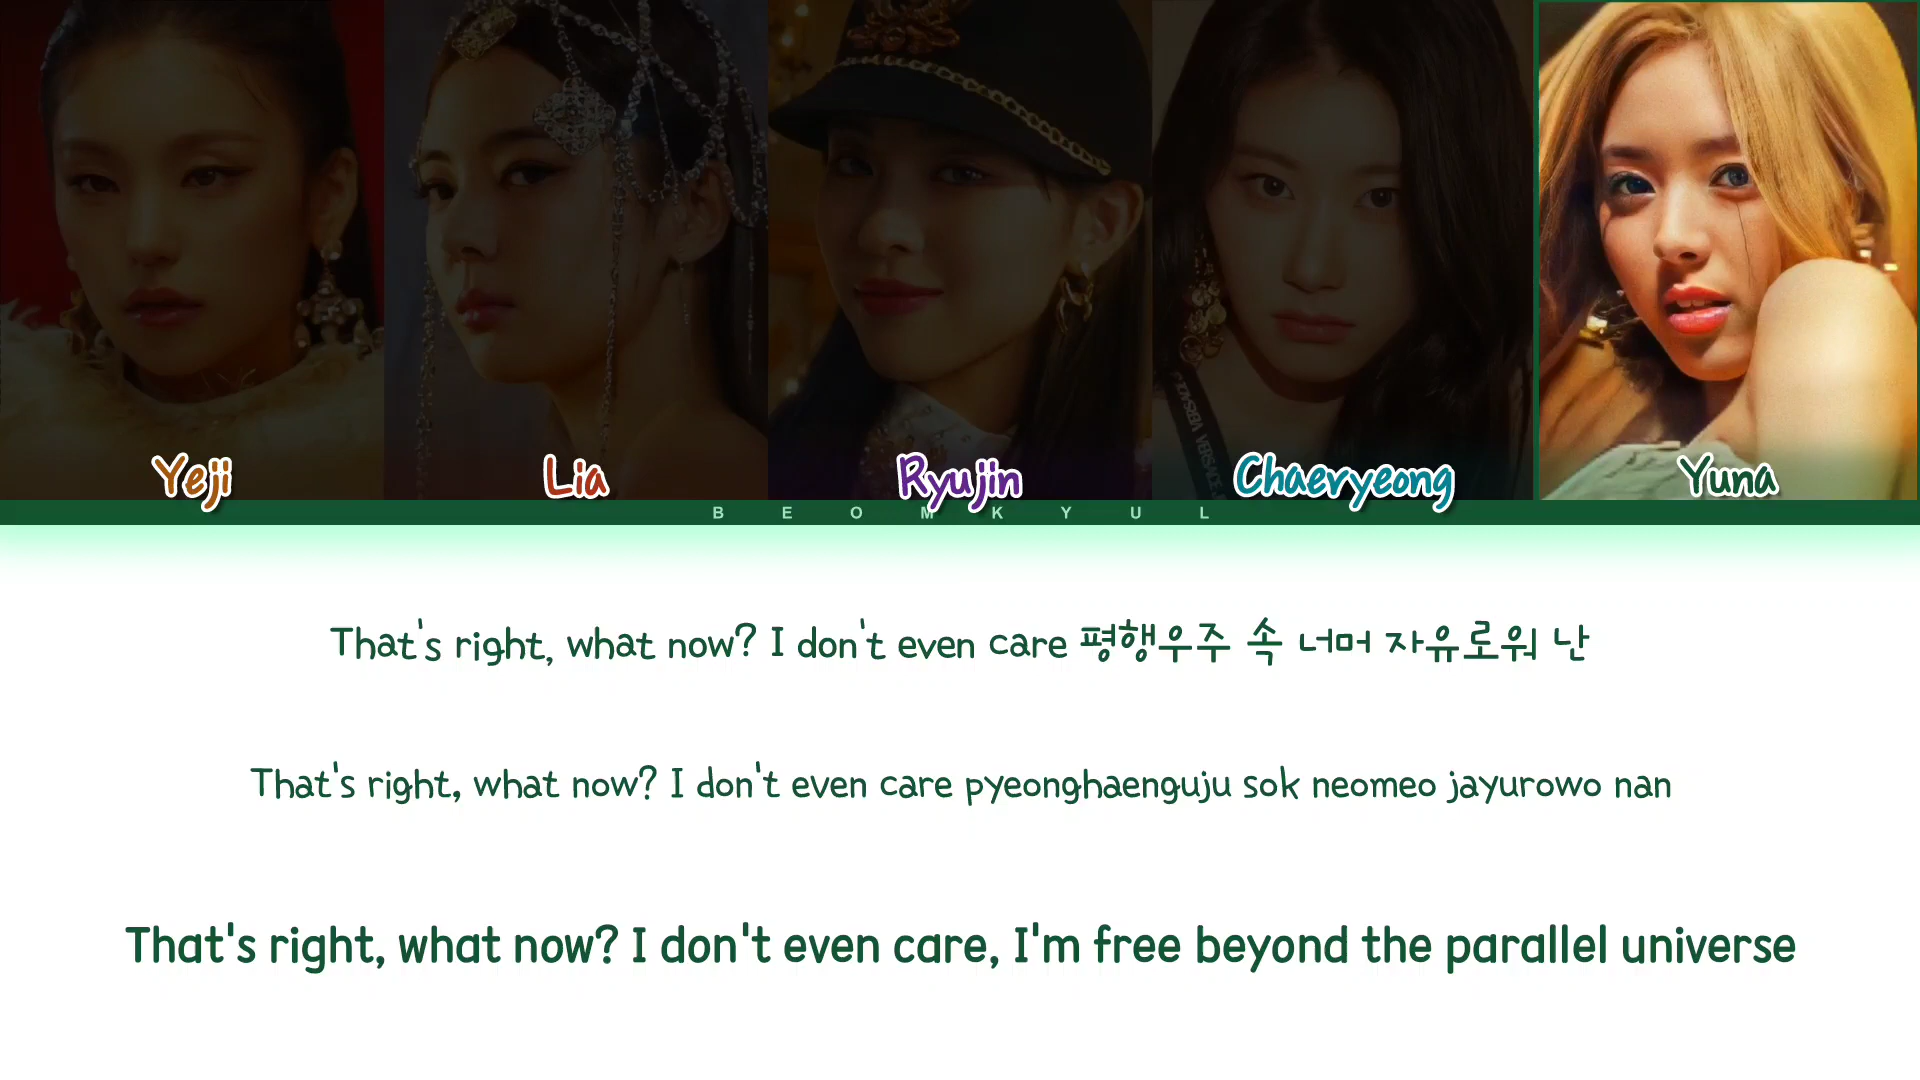 Yeji
Lia
Ryujin
Chaeryeong
Yuna
BEOMKYUL
That's right, what now? I don't even care 평행우주 속 너머 자유로워 난
That's right, what now? I don't even care pyeonghaenguju sok neomeo jayurowo nan
That's right, what now? I don't even care, I'm free beyond the parallel universe